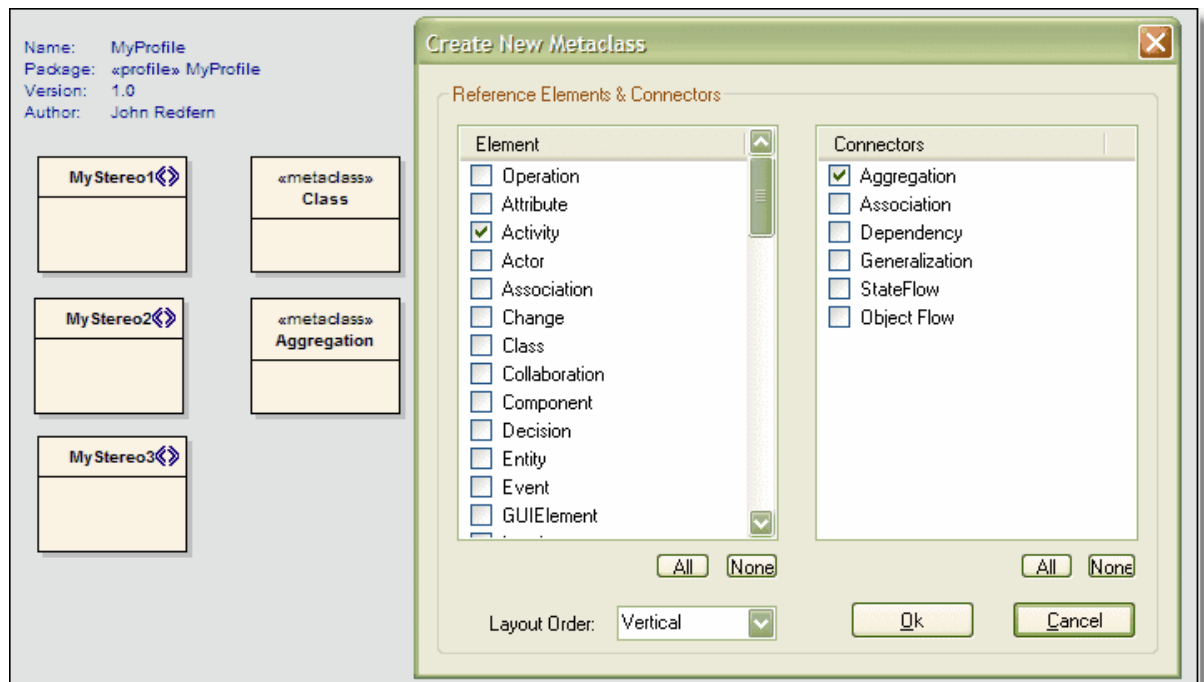 Name: MyProfile
Package: «profile» MyProfile
Version: 1.0
Author: John Redfern
MyStereo1
«metaclass»
Class
MyStereo2
«metaclass»
Aggregation
MyStereo3
Create New Metaclass
Reference Elements & Connectors
Element
Operation
Attribute
Activity
Actor
Association
Change
Class
Collaboration
Component
Decision
Entity
Event
GUIElement
All None
Connectors
Aggregation
Association
Dependency
Generalization
StateFlow
Object Flow
All None
Layout Order: Vertical
Ok Cancel